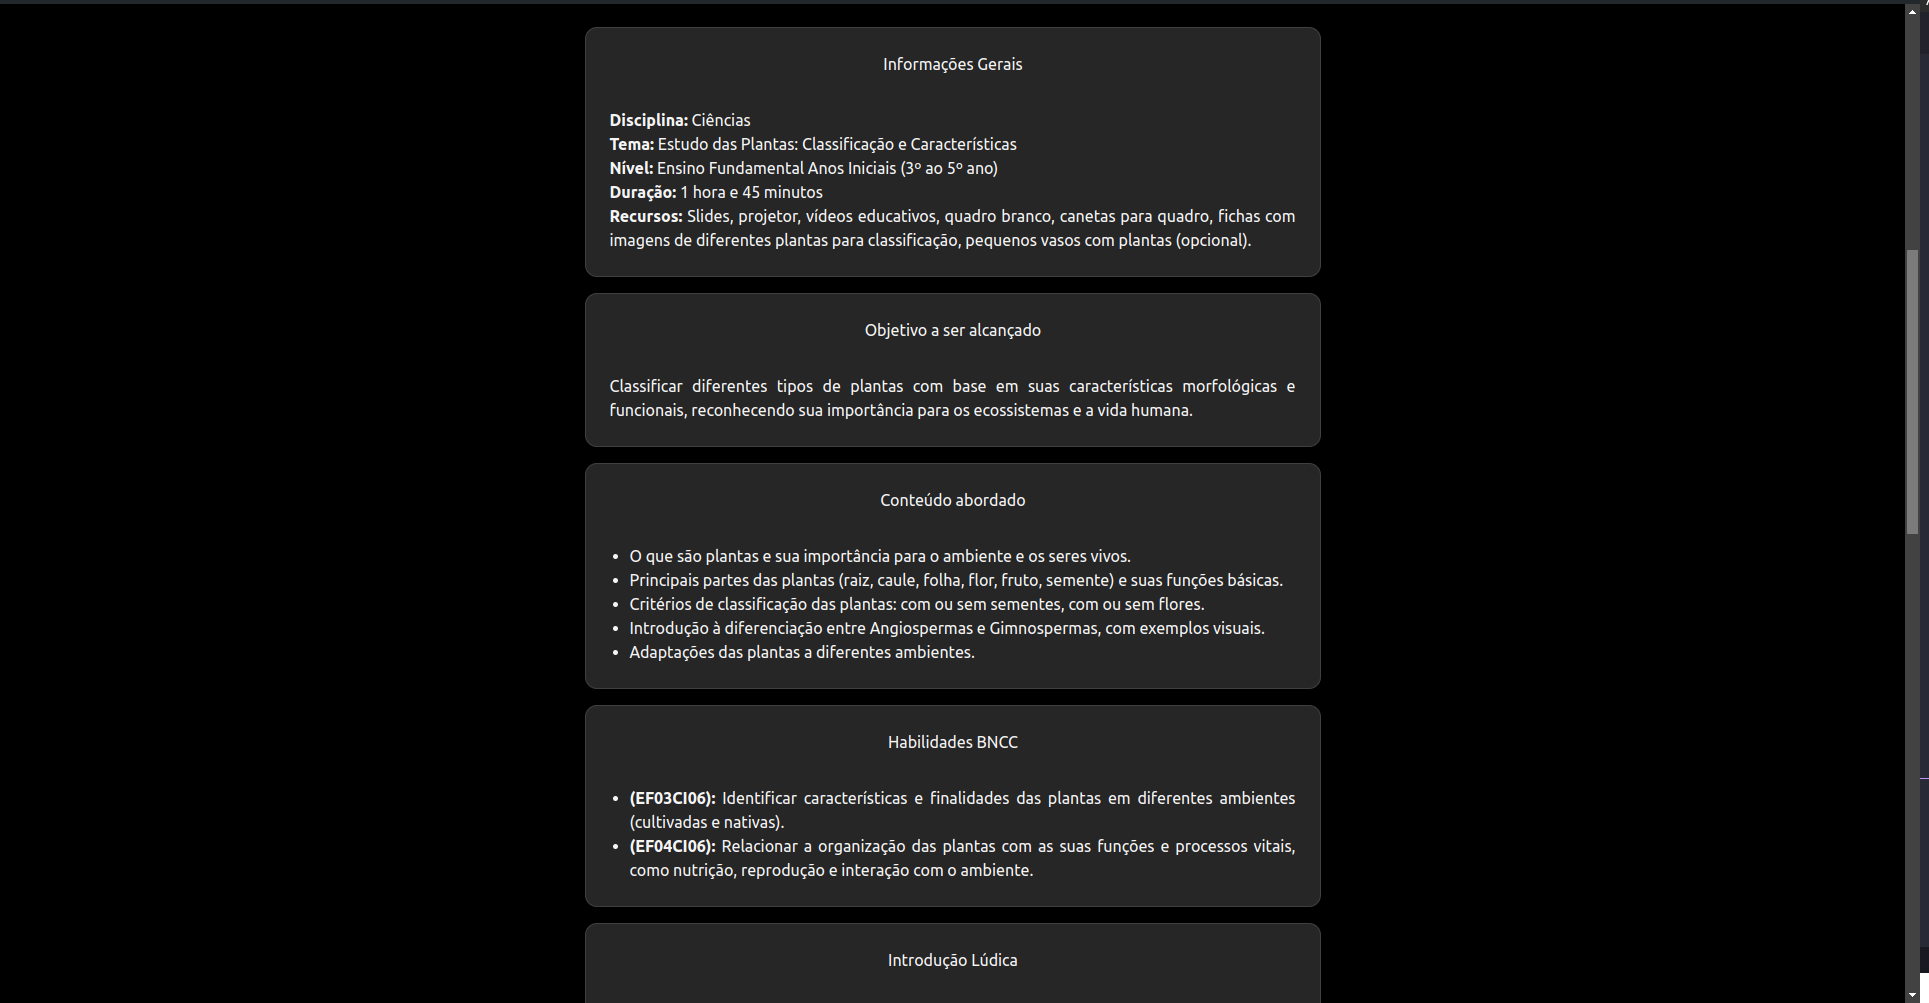 Informações Gerais
Disciplina: Ciências
Tema: Estudo das Plantas: Classificação e Características
Nível: Ensino Fundamental Anos Iniciais (3º ao 5º ano)
Duração: 1 hora e 45 minutos
Recursos: Slides, projetor, vídeos educativos, quadro branco, canetas para quadro, fichas com
imagens de diferentes plantas para classificação, pequenos vasos com plantas (opcional).
Objetivo a ser alcançado
Classificar diferentes tipos de plantas com base em suas características morfológicas e
funcionais, reconhecendo sua importância para os ecossistemas e a vida humana.
Conteúdo abordado
• O que são plantas e sua importância para o ambiente e os seres vivos.
• Principais partes das plantas (raiz, caule, folha, flor, fruto, semente) e suas funções básicas.
• Critérios de classificação das plantas: com ou sem sementes, com ou sem flores.
• Introdução à diferenciação entre Angiospermas e Gimnospermas, com exemplos visuais.
• Adaptações das plantas a diferentes ambientes.
Habilidades BNCC
• (EF03CI06): Identificar características e finalidades das plantas em diferentes ambientes
(cultivadas e nativas).
• (EF04CI06): Relacionar a organização das plantas com as suas funções e processos vitais,
como nutrição, reprodução e interação com o ambiente.
Introdução Lúdica